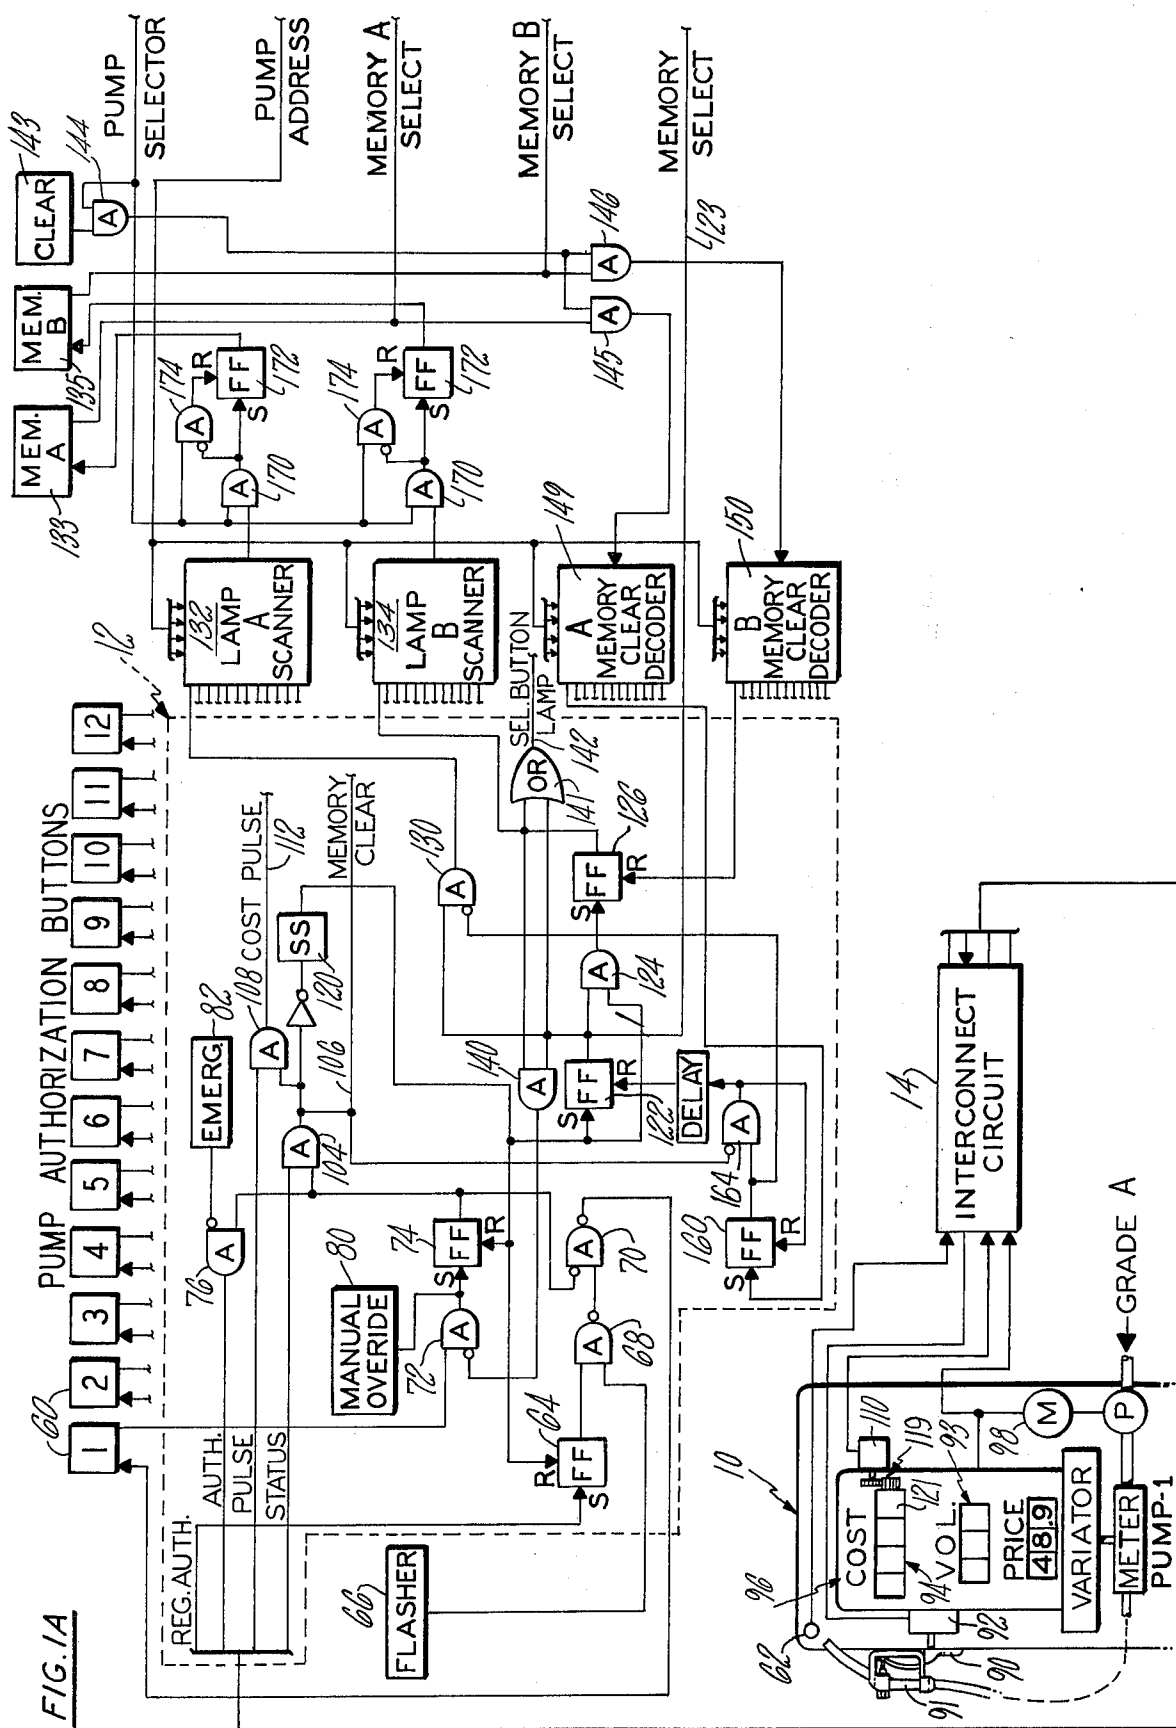 FIG. 1A
PUMP AUTHORIZATION BUTTONS
60
1
2
3
4
5
6
7
8
9
10
11
12
12
MEM. A
133
MEM. B
135
CLEAR
143
A
144
PUMP SELECTOR
PUMP ADDRESS
MEMORY A SELECT
MEMORY B SELECT
MEMORY SELECT
423
REG. AUTH.
AUTH.
PULSE
STATUS
A
76
EMERG.
82
A
108
COST PULSE
112
SS
120
MEMORY CLEAR
A
104
106
MANUAL OVERIDE
80
A
72
S
FF
R
74
FLASHER
66
R
FF
S
64
A
68
A
70
A
140
S
FF
R
122
DELAY
A
164
S
FF
R
160
A
124
S
FF
R
126
A
130
OR
141
142
SEL. BUTTON LAMP
132
LAMP A SCANNER
134
LAMP B SCANNER
A MEMORY CLEAR DECODER
149
B MEMORY CLEAR DECODER
150
A
170
A
174
S
FF
R
172
A
170
A
174
S
FF
R
172
A
145
A
146
INTERCONNECT CIRCUIT
14
10
96
62
COST
94
121
119
110
VOL.
93
PRICE
48.9
VARIATOR
METER
PUMP-1
92
90
91
M
98
P
GRADE A